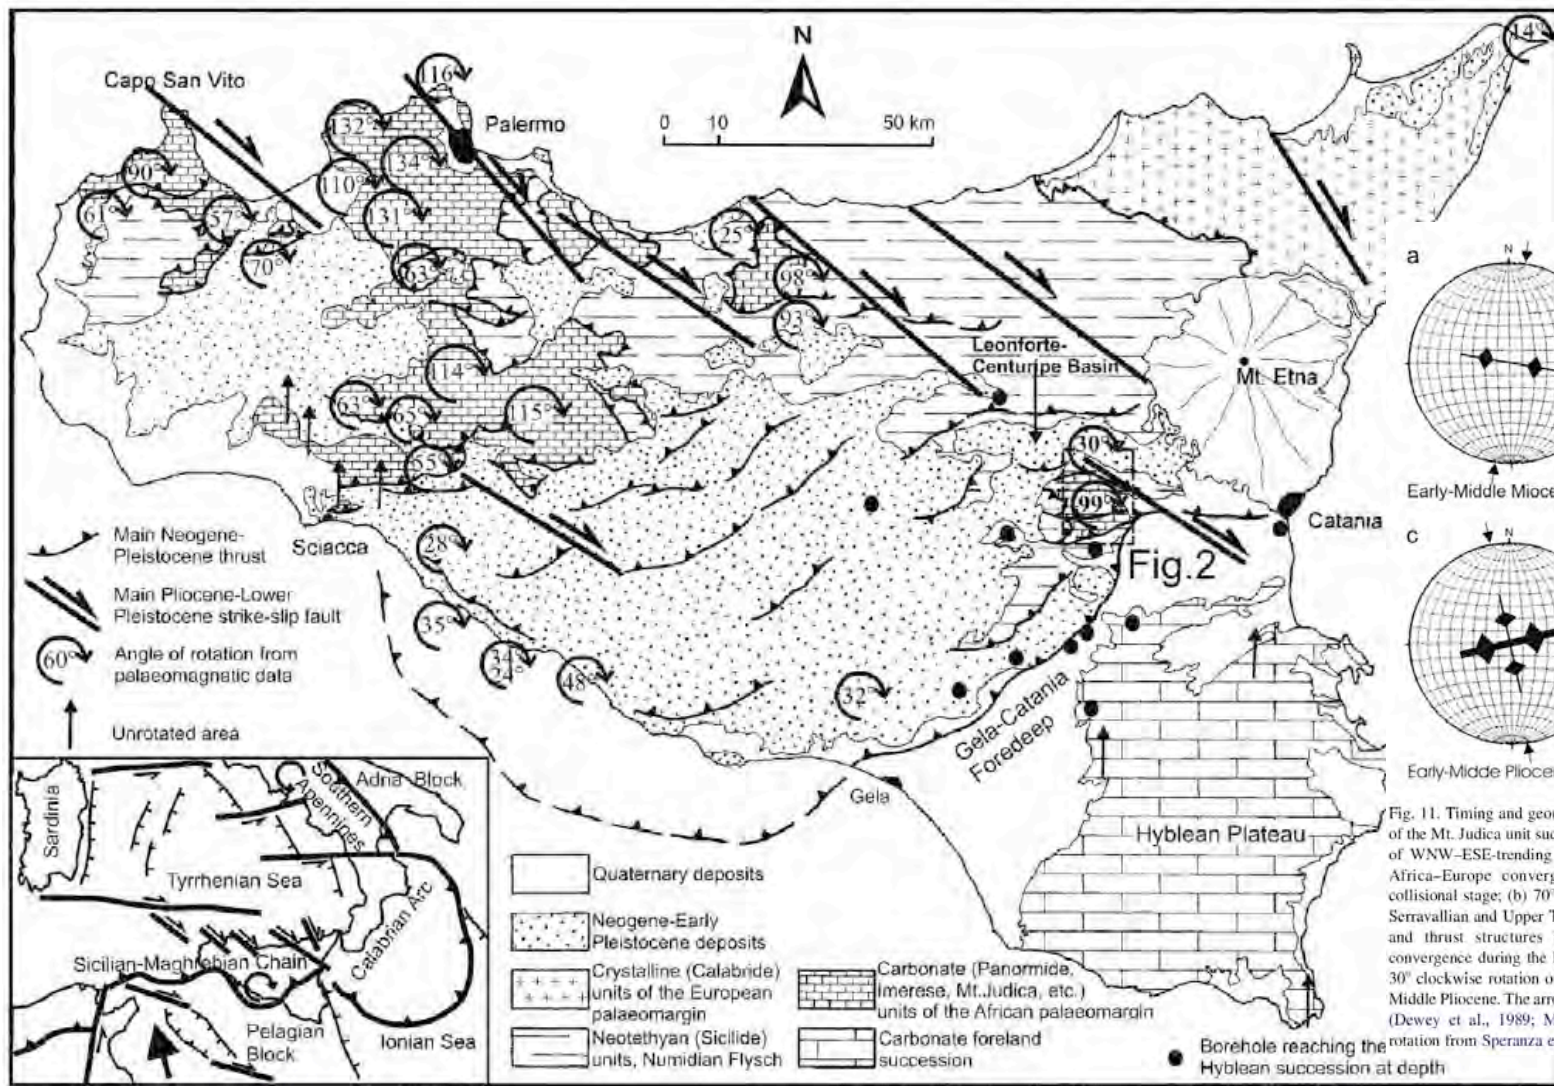 N
0 10 50 km
Capo San Vito
Palermo
116°
132°
134°
110°
131°
90°
61°
57°
70°
63°
25°
98°
23°
14°
114°
63°
65°
115°
55°
Leonforte-
Centuripe Basin
Mt. Etna
30°
99°
Fig.2
Catania
Sciacca
28°
35°
34°
24°
48°
32°
Gela-Catania
Foredeep
Gela
Hyblean Plateau
Main Neogene-
Pleistocene thrust
Main Pliocene-Lower
Pleistocene strike-slip fault
60°
Angle of rotation from
palaeomagnetic data
Unrotated area
Sardinia
Southern
Apennines
Adria Block
Tyrrhenian Sea
Calabrian Arc
Sicilian-Maghrebian Chain
Pelagian
Block
Ionian Sea
Quaternary deposits
Neogene-Early
Pleistocene deposits
Crystalline (Calabride)
units of the European
palaeomargin
Neotethyan (Sicilide)
units, Numidian Flysch
Carbonate (Panormide,
Imerese, Mt.Judica, etc.)
units of the African palaeomargin
Carbonate foreland
succession
Borehole reaching the
Hyblean succession at depth
a
N
Early-Middle Mioce
c
N
Early-Middle Plioce
Fig. 11. Timing and geor
of the Mt. Judica unit suc
of WNW–ESE-trending
Africa–Europe converg
collisional stage; (b) 70°
Serravallian and Upper T
and thrust structures
convergence during the
30° clockwise rotation o
Middle Pliocene. The arro
(Dewey et al., 1989; M
rotation from Speranza e